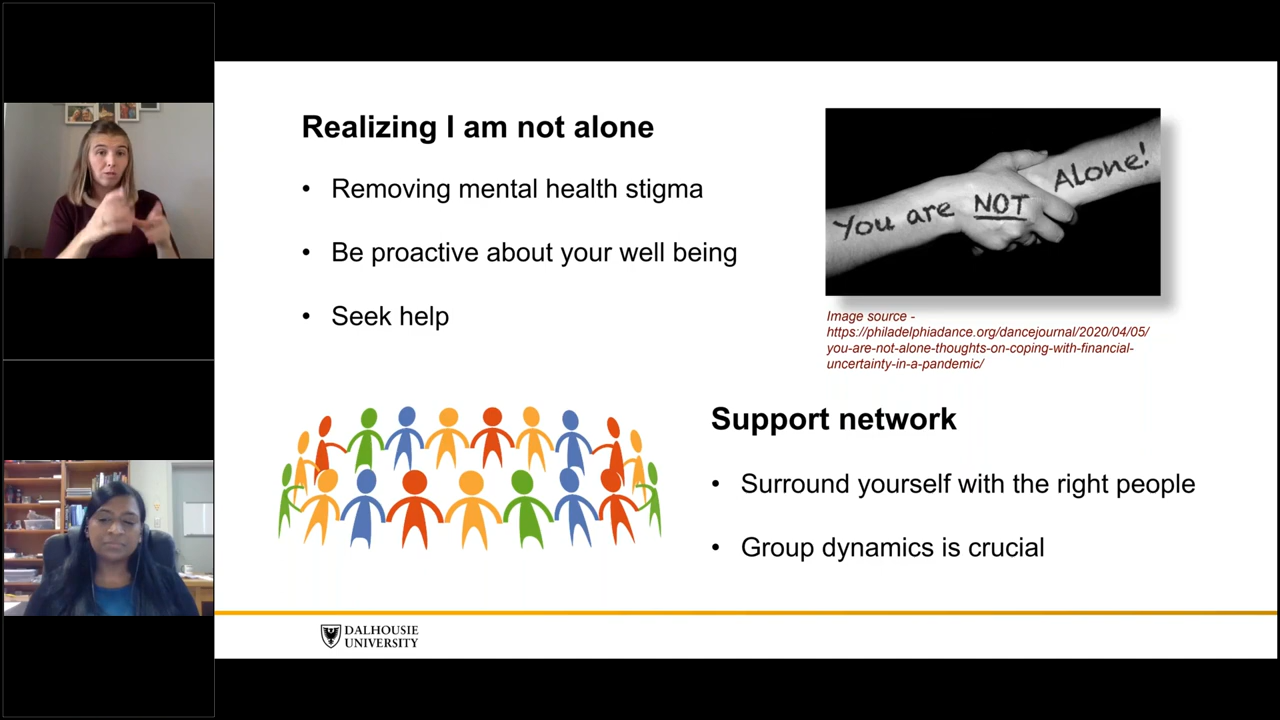 Realizing I am not alone
• Removing mental health stigma
• Be proactive about your well being
• Seek help
You are NOT Alone!
Image source -
https://philadelphiadance.org/dancejournal/2020/04/05/
you-are-not-alone-thoughts-on-coping-with-financial-
uncertainty-in-a-pandemic/
Support network
• Surround yourself with the right people
• Group dynamics is crucial
DALHOUSIE
UNIVERSITY